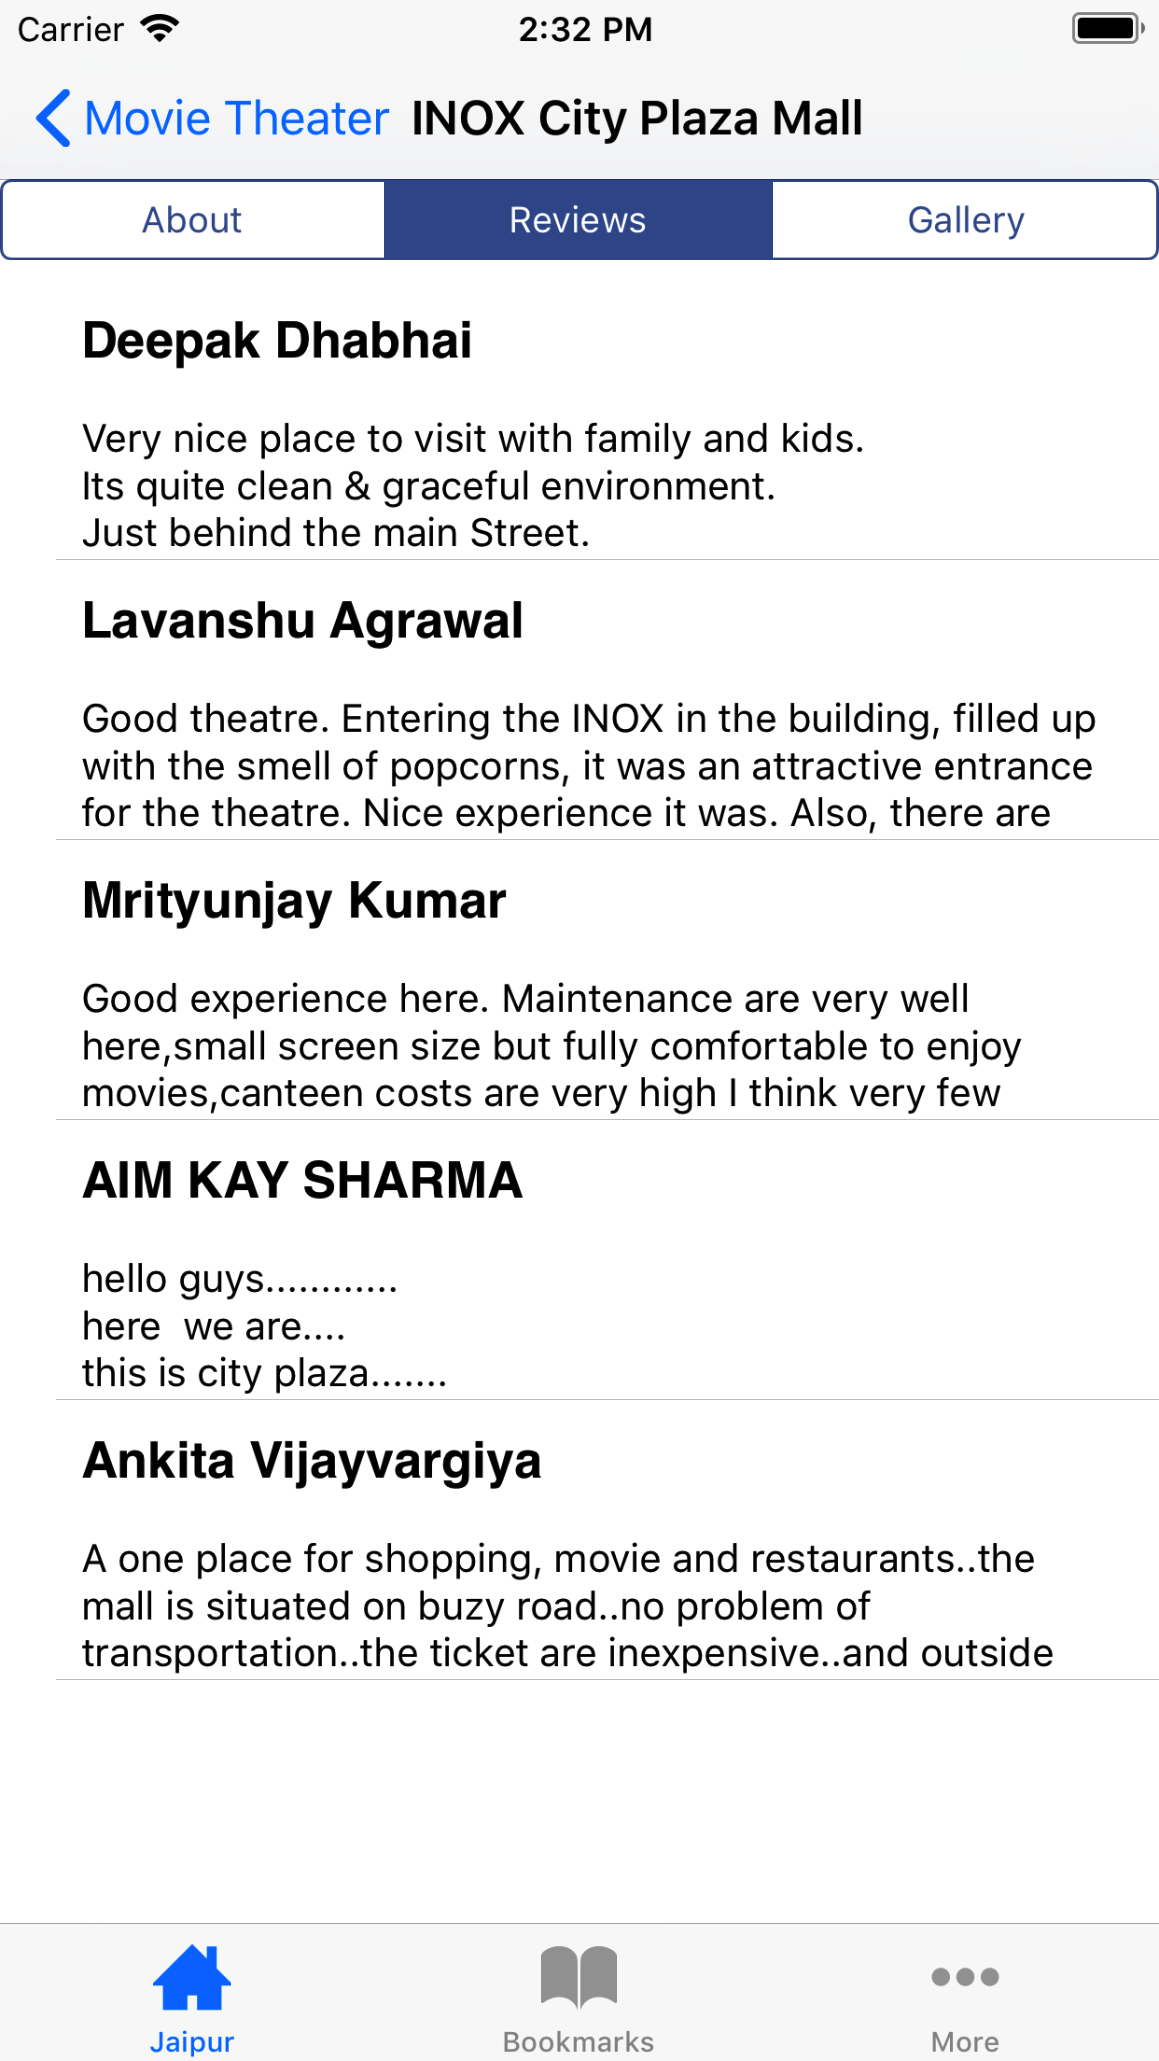 Carrier 2:32 PM
Movie Theater INOX City Plaza Mall
About Reviews Gallery
Deepak Dhabhai
Very nice place to visit with family and kids.
Its quite clean & graceful environment.
Just behind the main Street.
Lavanshu Agrawal
Good theatre. Entering the INOX in the building, filled up
with the smell of popcorns, it was an attractive entrance
for the theatre. Nice experience it was. Also, there are
Mrityunjay Kumar
Good experience here. Maintenance are very well
here,small screen size but fully comfortable to enjoy
movies,canteen costs are very high I think very few
AIM KAY SHARMA
hello guys............
here  we are....
this is city plaza.......
Ankita Vijayvargiya
A one place for shopping, movie and restaurants..the
mall is situated on buzy road..no problem of
transportation..the ticket are inexpensive..and outside
Jaipur Bookmarks More